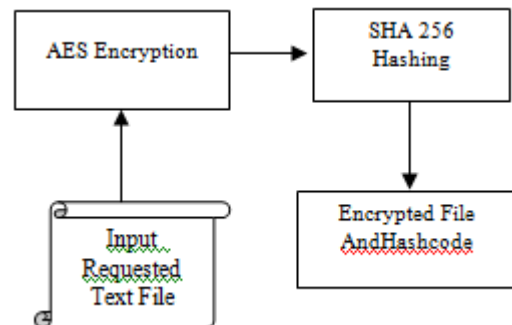 AES Encryption
SHA 256
Hashing
Encrypted File
AndHashcode
Input
Requested
Text File